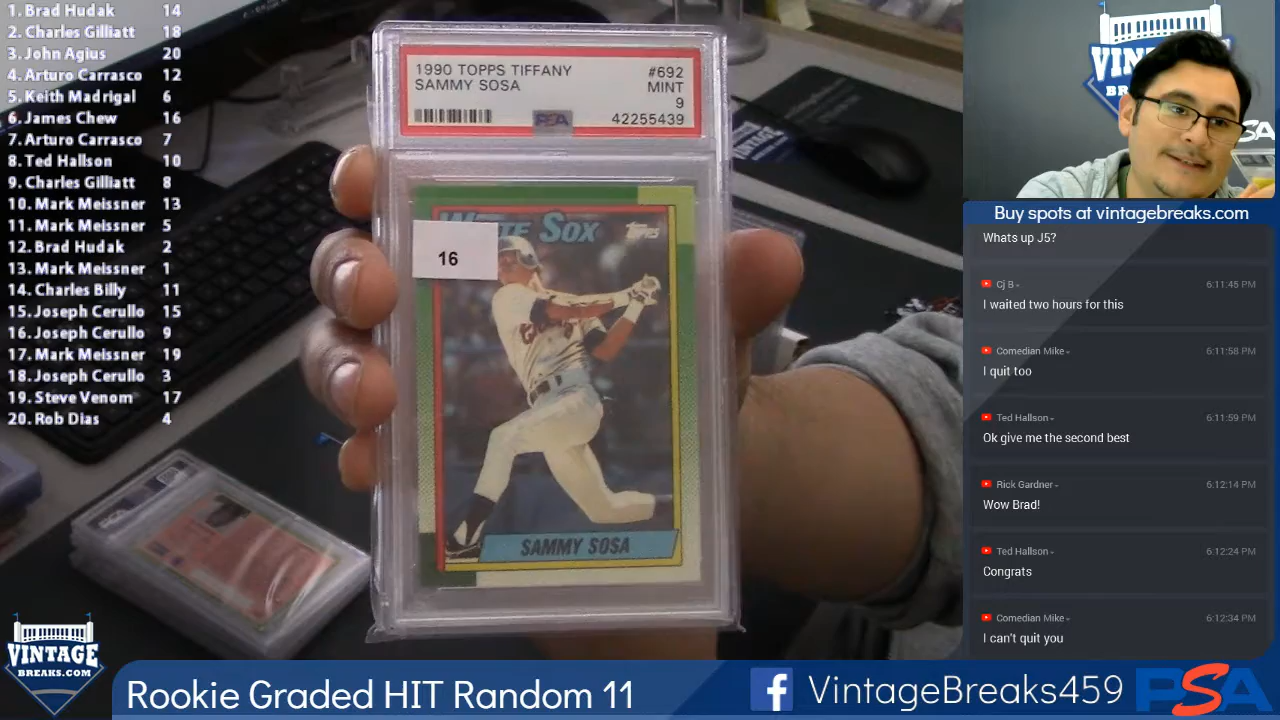 1. Brad Hudak 14
2. Charles Gilliatt 18
3. John Agius 20
4. Arturo Carrasco 12
5. Keith Madrigal 6
6. James Chew 16
7. Arturo Carrasco 7
8. Ted Hallson 10
9. Charles Gilliatt 8
10. Mark Meissner 13
11. Mark Meissner 5
12. Brad Hudak 2
13. Mark Meissner 1
14. Charles Billy 11
15. Joseph Cerullo 15
16. Joseph Cerullo 9
17. Mark Meissner 19
18. Joseph Cerullo 3
19. Steve Venom 17
20. Rob Dias 4
1990 TOPPS TIFFANY #692
SAMMY SOSA MINT
9
PSA 42255439
Sox
Topps
16
SAMMY SOSA
VINTAGE
VIN
BRE
SA
Buy spots at vintagebreaks.com
Whats up J5?
Cj B 6:11:45 PM
I waited two hours for this
Comedian Mike 6:11:58 PM
I quit too
Ted Hallson 6:11:59 PM
Ok give me the second best
Rick Gardner 6:12:14 PM
Wow Brad!
Ted Hallson 6:12:24 PM
Congrats
Comedian Mike 6:12:34 PM
I can't quit you
VINTAGE
BREAKS.COM
Rookie Graded HIT Random 11
f VintageBreaks459
PSA